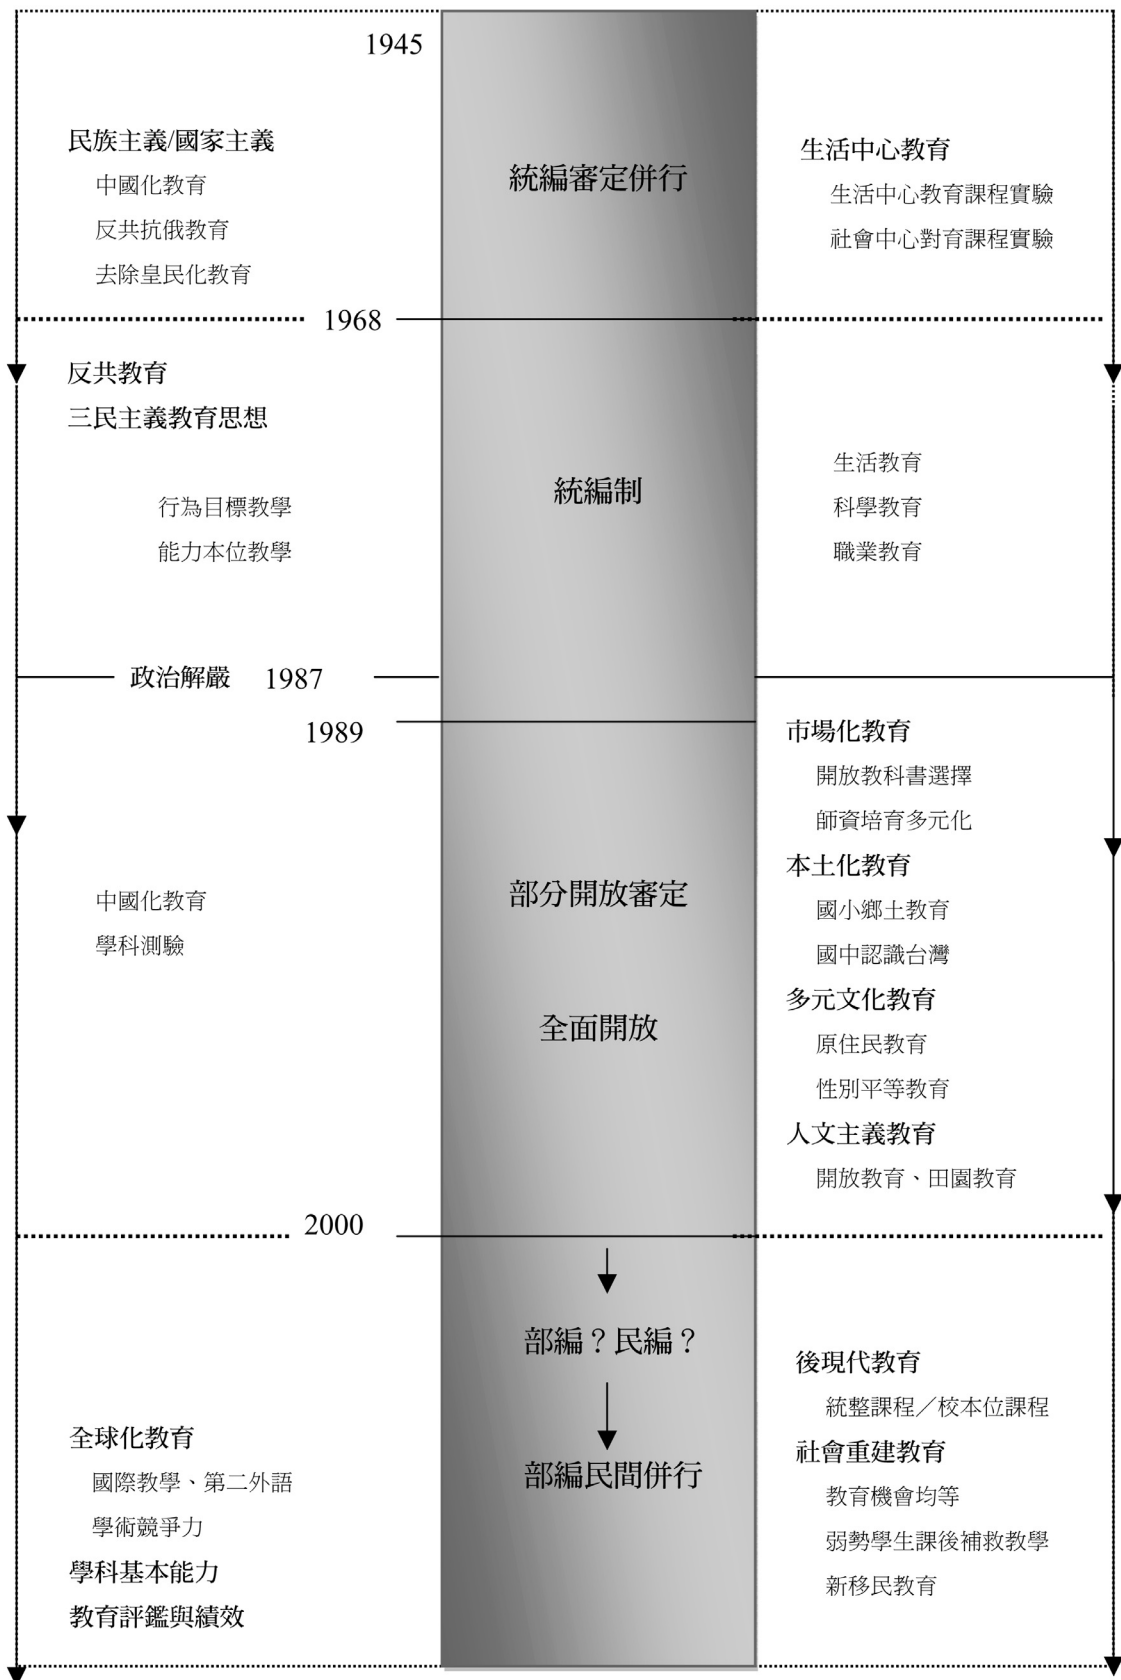 1945
民族主義/國家主義
中國化教育
反共抗俄教育
去除皇民化教育
統編審定併行
生活中心教育
生活中心教育課程實驗
社會中心對育課程實驗
1968
反共教育
三民主義教育思想
行為目標教學
能力本位教學
統編制
生活教育
科學教育
職業教育
政治解嚴 1987
1989
中國化教育
學科測驗
部分開放審定
全面開放
市場化教育
開放教科書選擇
師資培育多元化
本土化教育
國小鄉土教育
國中認識台灣
多元文化教育
原住民教育
性別平等教育
人文主義教育
開放教育、田園教育
2000
部編？民編？
部編民間併行
全球化教育
國際教學、第二外語
學術競爭力
學科基本能力
教育評鑑與績效
後現代教育
統整課程／校本位課程
社會重建教育
教育機會均等
弱勢學生課後補救教學
新移民教育